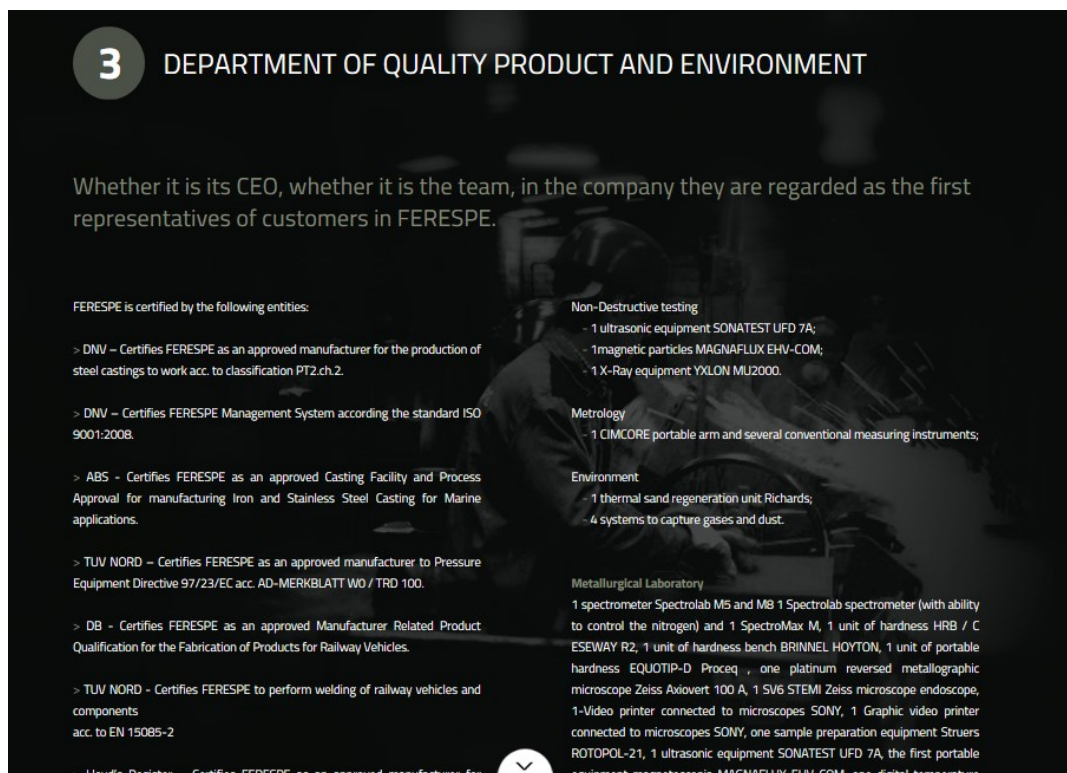 3
DEPARTMENT OF QUALITY PRODUCT AND ENVIRONMENT
Whether it is its CEO, whether it is the team, in the company they are regarded as the first
representatives of customers in FERESPE.
FERESPE is certified by the following entities:
> DNV – Certifies FERESPE as an approved manufacturer for the production of
steel castings to work acc. to classification PT2.ch.2.
> DNV – Certifies FERESPE Management System according the standard ISO
9001:2008.
> ABS - Certifies FERESPE as an approved Casting Facility and Process
Approval for manufacturing Iron and Stainless Steel Casting for Marine
applications.
> TUV NORD – Certifies FERESPE as an approved manufacturer to Pressure
Equipment Directive 97/23/EC acc. AD-MERKBLATT W0 / TRD 100.
> DB - Certifies FERESPE as an approved Manufacturer Related Product
Qualification for the Fabrication of Products for Railway Vehicles.
> TUV NORD - Certifies FERESPE to perform welding of railway vehicles and
components
acc. to EN 15085-2
Certifies FERESPE as an approved manufacturer for
Non-Destructive testing
- 1 ultrasonic equipment SONATEST UFD 7A;
- 1magnetic particles MAGNAFLUX EHV-COM;
- 1 X-Ray equipment YXLON MU2000.
Metrology
- 1 CIMCORE portable arm and several conventional measuring instruments;
Environment
- 1 thermal sand regeneration unit Richards;
- 4 systems to capture gases and dust.
Metallurgical Laboratory
1 spectrometer Spectrolab M5 and M8 1 Spectrolab spectrometer (with ability
to control the nitrogen) and 1 SpectroMax M, 1 unit of hardness HRB / C
ESEWAY R2, 1 unit of hardness bench BRINNEL HOYTON, 1 unit of portable
hardness EQUOTIP-D Proceq , one platinum reversed metallographic
microscope Zeiss Axiovert 100 A, 1 SV6 STEMI Zeiss microscope endoscope,
1-Video printer connected to microscopes SONY, 1 Graphic video printer
connected to microscopes SONY, one sample preparation equipment Struers
ROTOPOL-21, 1 ultrasonic equipment SONATEST UFD 7A, the first portable
equipment MAGNAFLUX EHV COM, one digital temperature